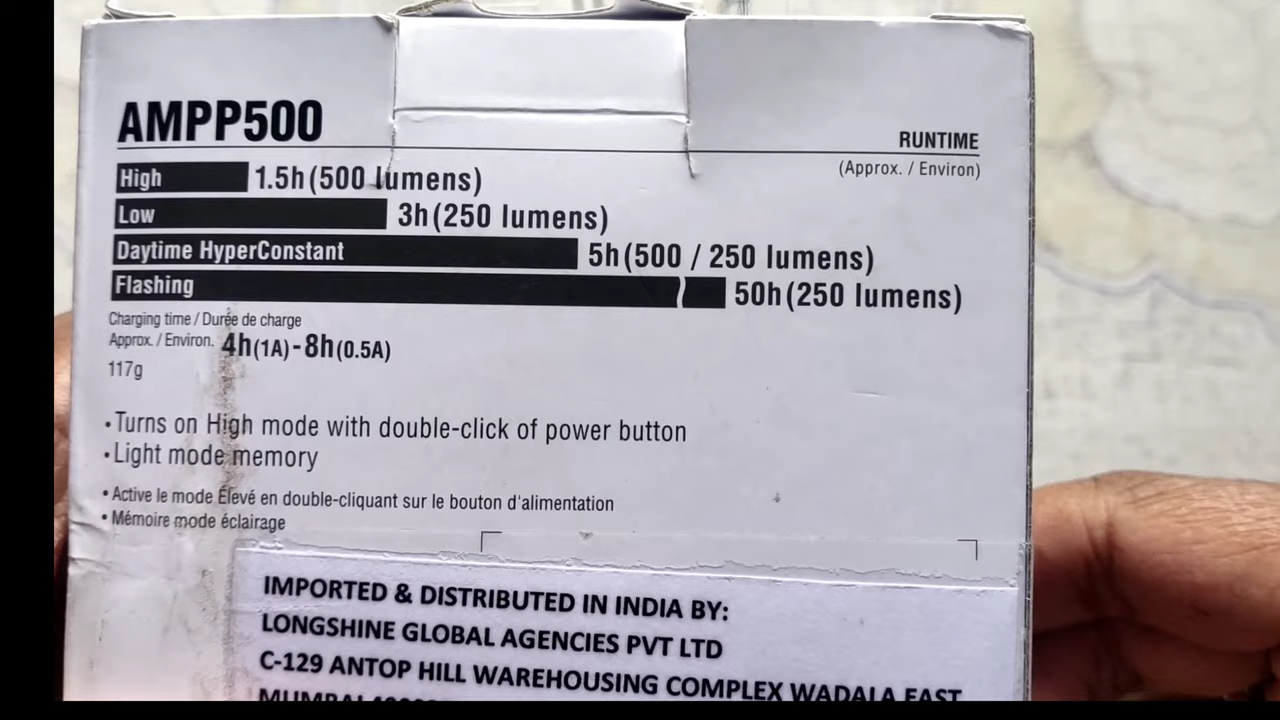 AMPP500
RUNTIME
(Approx. / Environ)
High 1.5h(500 lumens)
Low 3h(250 lumens)
Daytime HyperConstant 5h(500 / 250 lumens)
Flashing 50h(250 lumens)
Charging time / Durée de charge
Approx. / Environ. 4h(1A)-8h(0.5A)
117g
•Turns on High mode with double-click of power button
•Light mode memory
• Active le mode Élevé en double-cliquant sur le bouton d'alimentation
• Mémoire mode éclairage
IMPORTED & DISTRIBUTED IN INDIA BY:
LONGSHINE GLOBAL AGENCIES PVT LTD
C-129 ANTOP HILL WAREHOUSING COMPLEX WADALA EAST
MUMBAI